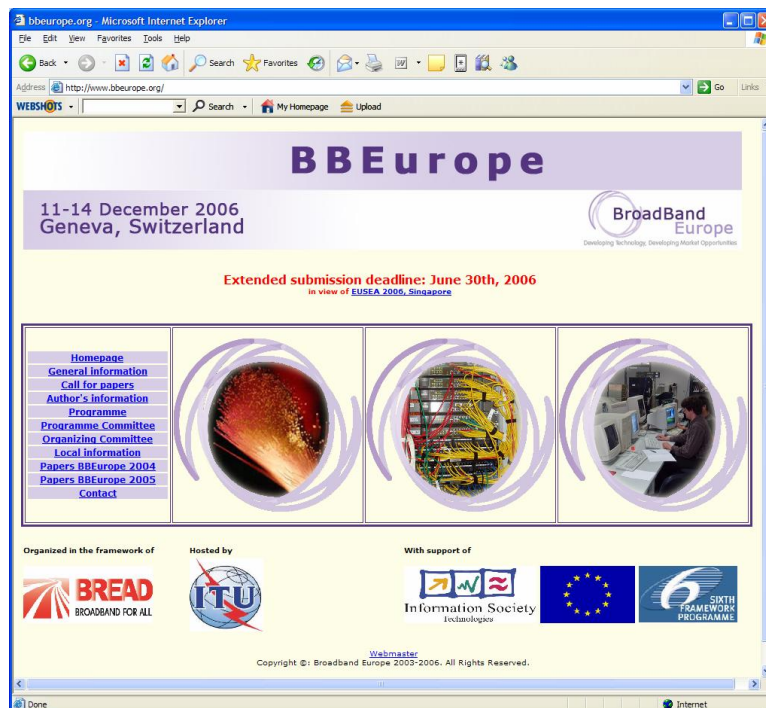 bbeurope.org - Microsoft Internet Explorer
File Edit View Favorites Tools Help
Back Search Favorites
Address http://www.bbeurope.org/ Go Links
WEBSHOTS Search My Homepage Upload
BBEurope
11-14 December 2006
Geneva, Switzerland
BroadBand
Europe
Developing Technology, Developing Market Opportunities
Extended submission deadline: June 30th, 2006
in view of EUSEA 2006, Singapore
Homepage
General information
Call for papers
Author's information
Programme
Programme Committee
Organizing Committee
Local information
Papers BBEurope 2004
Papers BBEurope 2005
Contact
Organized in the framework of
Hosted by
With support of
BREAD
BROADBAND FOR ALL
ITU
Information Society
Technologies
6
SIXTH
FRAMEWORK
PROGRAMME
Webmaster
Copyright ©: Broadband Europe 2003-2006. All Rights Reserved.
Done Internet